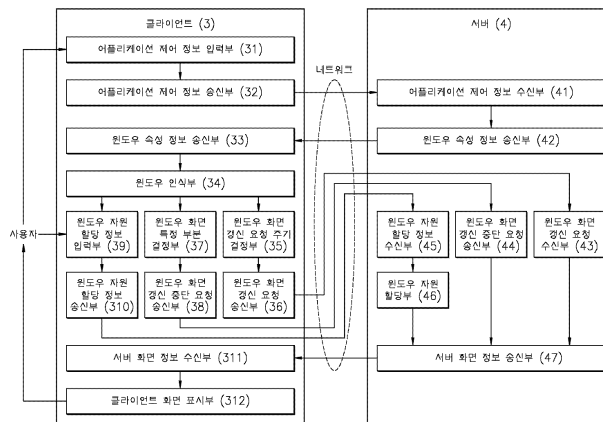 클라이언트 (3)
서버 (4)
어플리케이션 제어 정보 입력부 (31)
네트워크
어플리케이션 제어 정보 송신부 (32)
어플리케이션 제어 정보 수신부 (41)
윈도우 속성 정보 송신부 (33)
윈도우 속성 정보 송신부 (42)
윈도우 인식부 (34)
사용자
윈도우 자원
할당 정보
입력부 (39)
윈도우 화면
특정 부분
결정부 (37)
윈도우 화면
갱신 요청 주기
결정부 (35)
윈도우 자원
할당 정보
수신부 (45)
윈도우 화면
갱신 중단 요청
송신부 (44)
윈도우 화면
갱신 요청
수신부 (43)
윈도우 자원
할당 정보
송신부 (310)
윈도우 화면
갱신 중단 요청
송신부 (38)
윈도우 화면
갱신 요청
송신부 (36)
윈도우 자원
할당부 (46)
서버 화면 정보 수신부 (311)
서버 화면 정보 송신부 (47)
클라이언트 화면 표시부 (312)